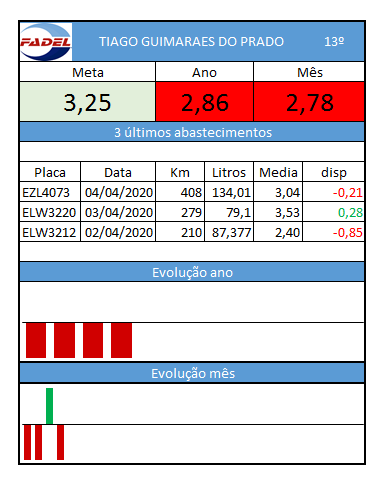 FADEL
TIAGO GUIMARAES DO PRADO 13º
Meta Ano Mês
3,25 2,86 2,78
3 últimos abastecimentos
Placa Data Km Litros Media disp
EZL4073 04/04/2020 408 134,01 3,04 -0,21
ELW3220 03/04/2020 279 79,1 3,53 0,28
ELW3212 02/04/2020 210 87,377 2,40 -0,85
Evolução ano
Evolução mês